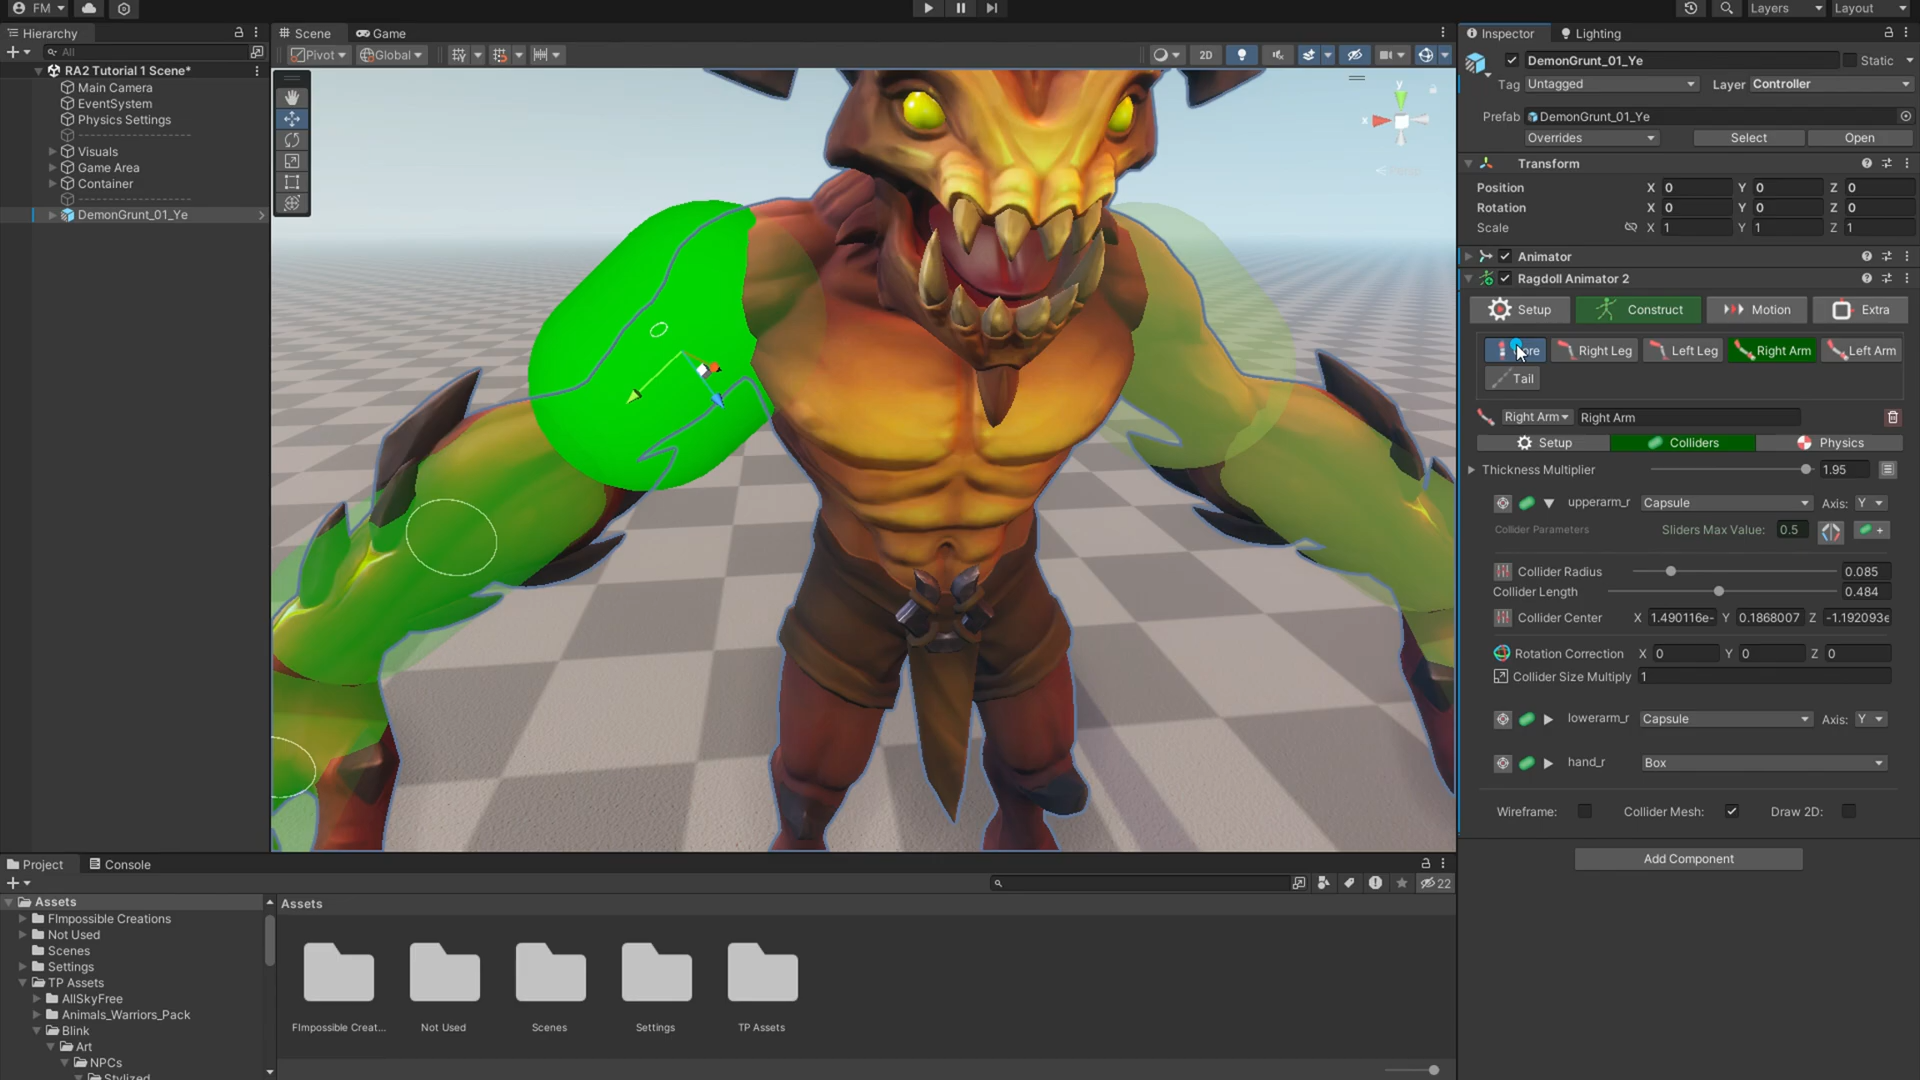 FM
Layers
Layout
Hierarchy
All
RA2 Tutorial 1 Scene*
Main Camera
EventSystem
Physics Settings
--------------------
Visuals
Game Area
Container
--------------------
DemonGrunt_01_Ye
Scene
Game
Pivot
Global
2D
y
x
Inspector
Lighting
DemonGrunt_01_Ye
Static
Tag
Untagged
Layer
Controller
Prefab
DemonGrunt_01_Ye
Overrides
Select
Open
Transform
Position X 0 Y 0 Z 0
Rotation X 0 Y 0 Z 0
Scale X 1 Y 1 Z 1
Animator
Ragdoll Animator 2
Setup
Construct
Motion
Extra
Right Leg
Left Leg
Right Arm
Left Arm
Tail
Right Arm
Right Arm
Setup
Colliders
Physics
Thickness Multiplier 1.95
upperarm_r Capsule Axis: Y
Collider Parameters Sliders Max Value: 0.5 +
Collider Radius 0.085
Collider Length 0.484
Collider Center X 1.490116e- Y 0.1868007 Z -1.192093e
Rotation Correction X 0 Y 0 Z 0
Collider Size Multiply 1
lowerarm_r Capsule Axis: Y
hand_r Box
Wireframe: Collider Mesh: Draw 2D:
Add Component
Project
Console
22
Assets
FImpossible Creations
Not Used
Scenes
Settings
TP Assets
AllSkyFree
Animals_Warriors_Pack
Blink
Art
NPCs
Stylized
Assets
FImpossible Creat...
Not Used
Scenes
Settings
TP Assets